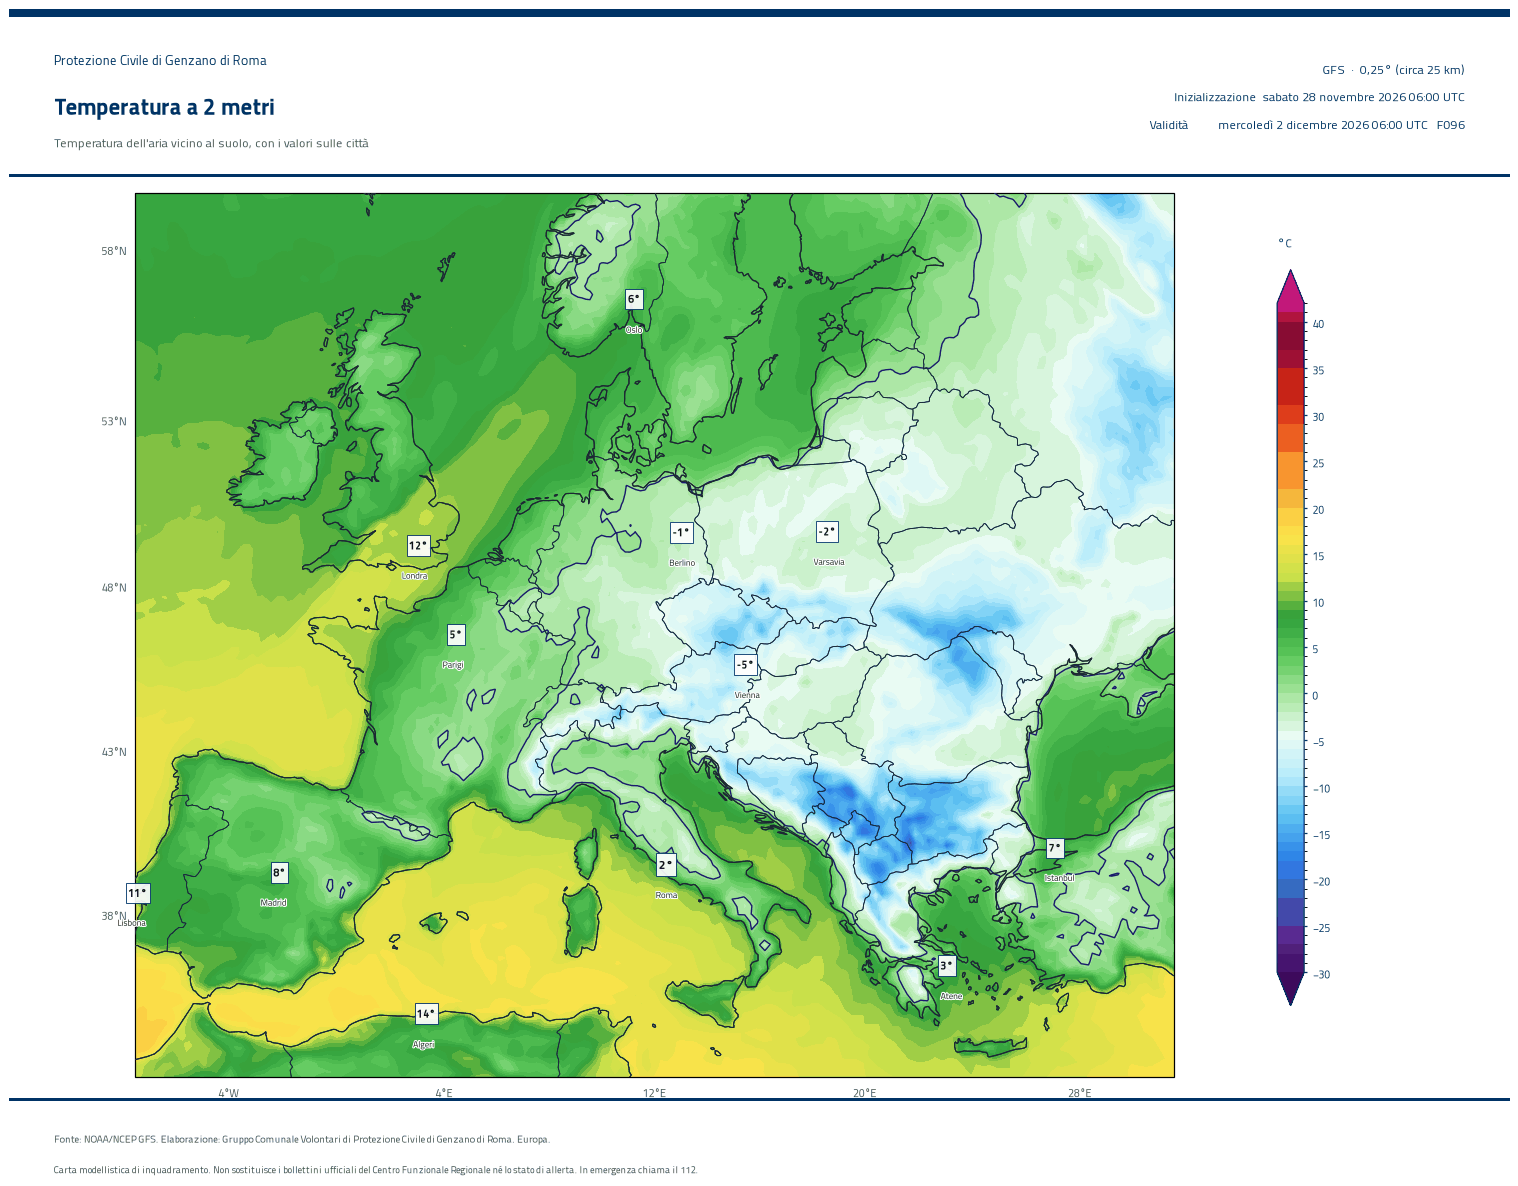 Protezione Civile di Genzano di Roma
Temperatura a 2 metri
Temperatura dell'aria vicino al suolo, con i valori sulle città
GFS · 0,25° (circa 25 km)
Inizializzazione sabato 28 novembre 2026 06:00 UTC
Validità mercoledì 2 dicembre 2026 06:00 UTC F096
58°N
53°N
48°N
43°N
38°N
4°W
4°E
12°E
20°E
28°E
6°
Oslo
12°
Londra
-1°
Berlino
-2°
Varsavia
5°
Parigi
-5°
Vienna
8°
Madrid
11°
Lisbona
2°
Roma
7°
Istanbul
3°
Atene
14°
Algeri
°C
40
35
30
25
20
15
10
5
0
−5
−10
−15
−20
−25
−30
Fonte: NOAA/NCEP GFS. Elaborazione: Gruppo Comunale Volontari di Protezione Civile di Genzano di Roma. Europa.
Carta modellistica di inquadramento. Non sostituisce i bollettini ufficiali del Centro Funzionale Regionale né lo stato di allerta. In emergenza chiama il 112.